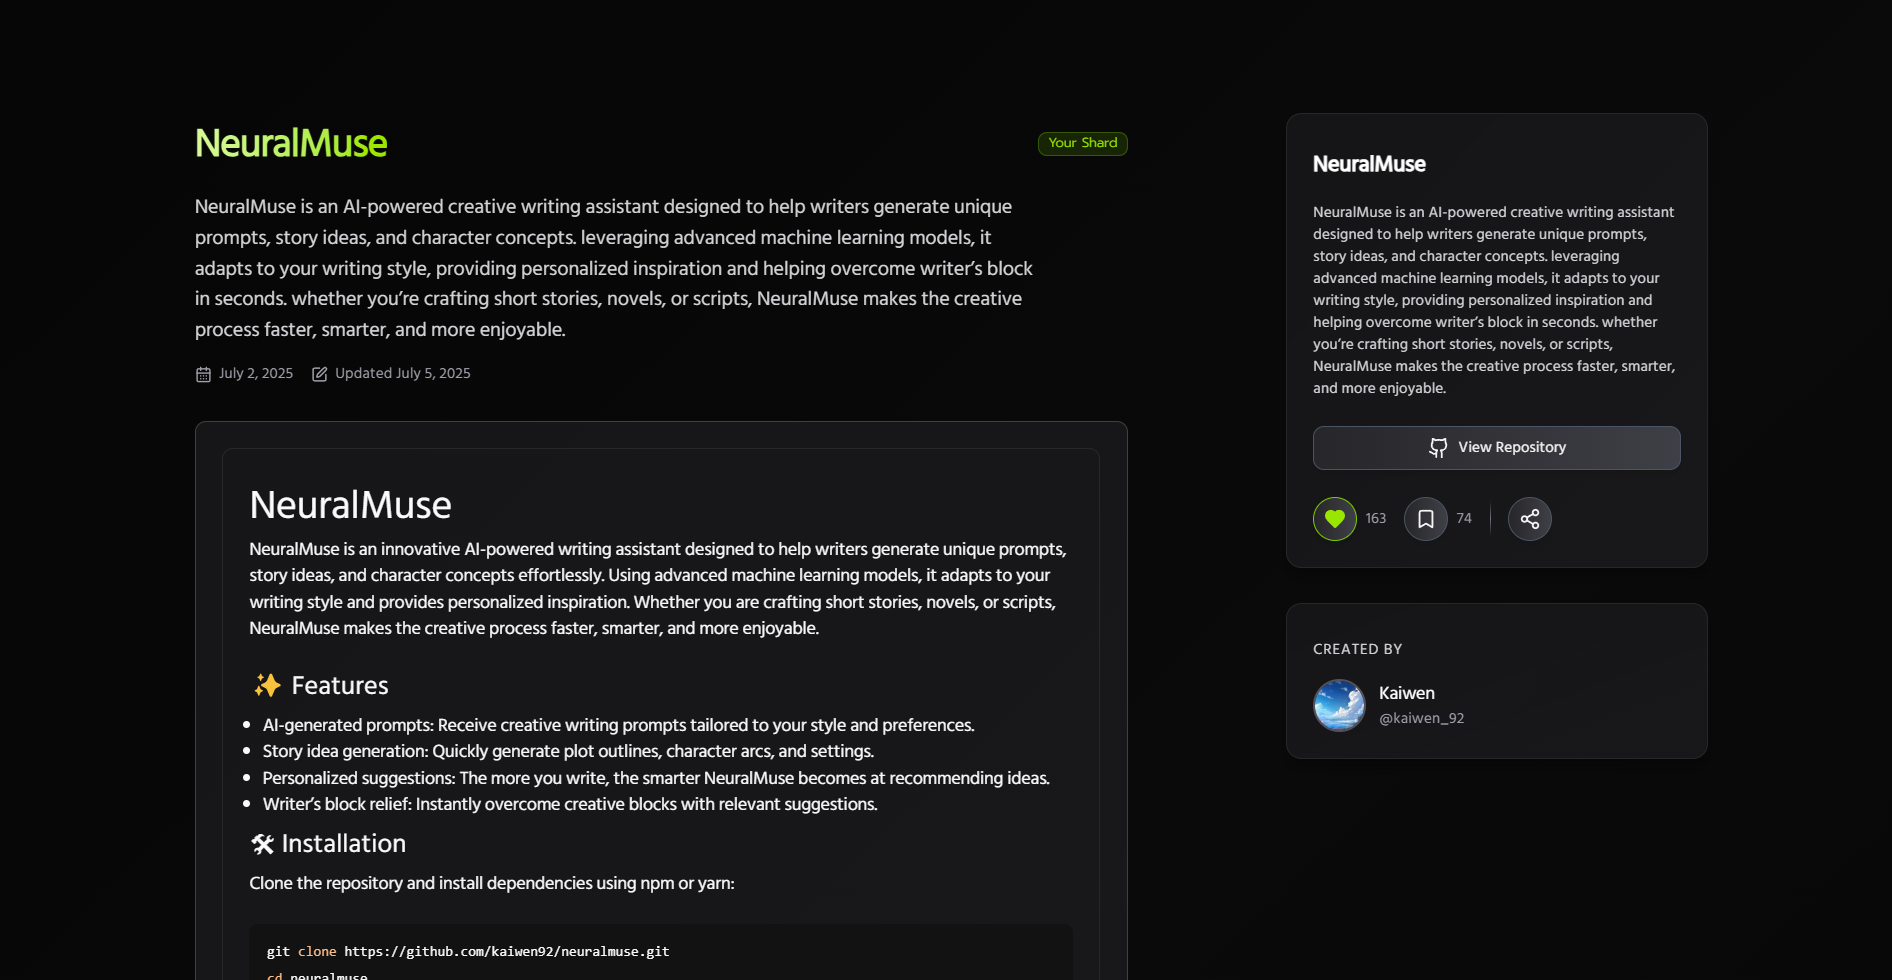 NeuralMuse
Your Shard
NeuralMuse is an AI-powered creative writing assistant designed to help writers generate unique
prompts, story ideas, and character concepts. leveraging advanced machine learning models, it
adapts to your writing style, providing personalized inspiration and helping overcome writer’s block
in seconds. whether you’re crafting short stories, novels, or scripts, NeuralMuse makes the creative
process faster, smarter, and more enjoyable.
July 2, 2025
Updated July 5, 2025
NeuralMuse
NeuralMuse is an innovative AI-powered writing assistant designed to help writers generate unique prompts,
story ideas, and character concepts effortlessly. Using advanced machine learning models, it adapts to your
writing style and provides personalized inspiration. Whether you are crafting short stories, novels, or scripts,
NeuralMuse makes the creative process faster, smarter, and more enjoyable.
✨ Features
• AI-generated prompts: Receive creative writing prompts tailored to your style and preferences.
• Story idea generation: Quickly generate plot outlines, character arcs, and settings.
• Personalized suggestions: The more you write, the smarter NeuralMuse becomes at recommending ideas.
• Writer’s block relief: Instantly overcome creative blocks with relevant suggestions.
🛠 Installation
Clone the repository and install dependencies using npm or yarn:
git clone https://github.com/kaiwen92/neuralmuse.git
cd neuralmuse
NeuralMuse
NeuralMuse is an AI-powered creative writing assistant
designed to help writers generate unique prompts,
story ideas, and character concepts. leveraging
advanced machine learning models, it adapts to your
writing style, providing personalized inspiration and
helping overcome writer’s block in seconds. whether
you’re crafting short stories, novels, or scripts,
NeuralMuse makes the creative process faster, smarter,
and more enjoyable.
View Repository
163
74
CREATED BY
Kaiwen
@kaiwen_92